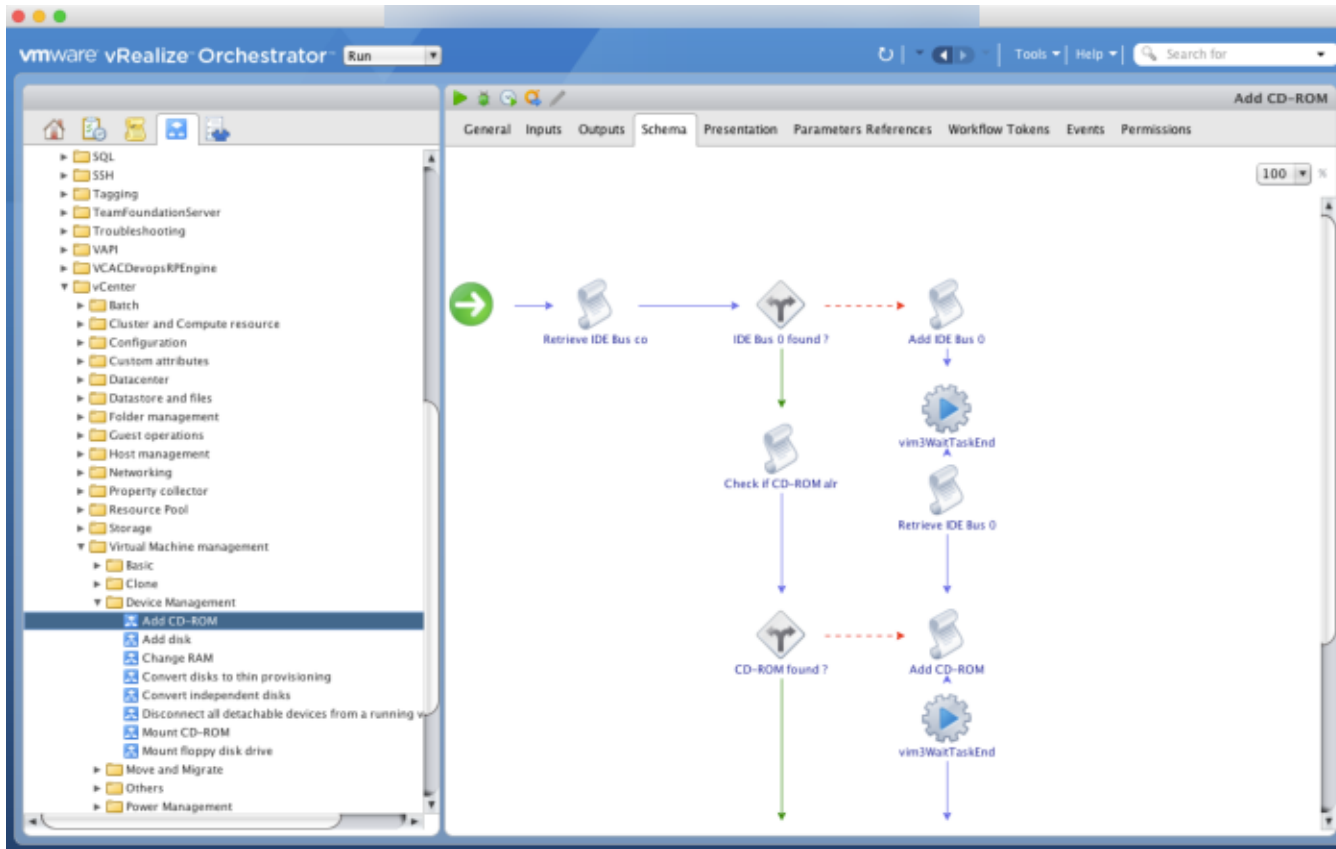 vmware vRealize Orchestrator Run
Tools Help Search for
Add CD-ROM
General Inputs Outputs Schema Presentation Parameters References Workflow Tokens Events Permissions
100 %
SQL
SSH
Tagging
TeamFoundationServer
Troubleshooting
VAPI
VCACDevopsRPEngine
vCenter
Batch
Cluster and Compute resource
Configuration
Custom attributes
Datacenter
Datastore and files
Folder management
Guest operations
Host management
Networking
Property collector
Resource Pool
Storage
Virtual Machine management
Basic
Clone
Device Management
Add CD-ROM
Add disk
Change RAM
Convert disks to thin provisioning
Convert independent disks
Disconnect all detachable devices from a running v
Mount CD-ROM
Mount floppy disk drive
Move and Migrate
Others
Power Management
Retrieve IDE Bus co
IDE Bus 0 found ?
Add IDE Bus 0
vim3WaitTaskEnd
Check if CD-ROM alr
Retrieve IDE Bus 0
CD-ROM found ?
Add CD-ROM
vim3WaitTaskEnd